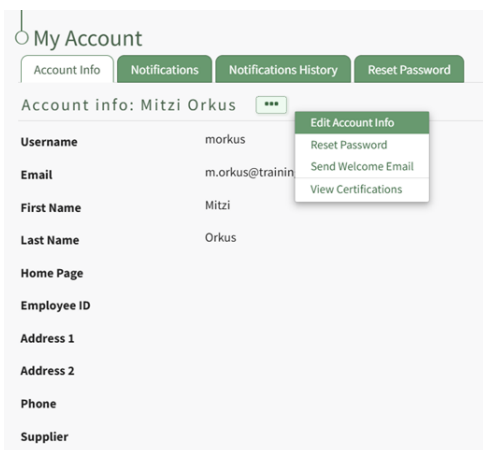 My Account
Account Info Notifications Notifications History Reset Password
Account info: Mitzi Orkus
Edit Account Info
Reset Password
Send Welcome Email
View Certifications
Username morkus
Email m.orkus@trainin
First Name Mitzi
Last Name Orkus
Home Page
Employee ID
Address 1
Address 2
Phone
Supplier